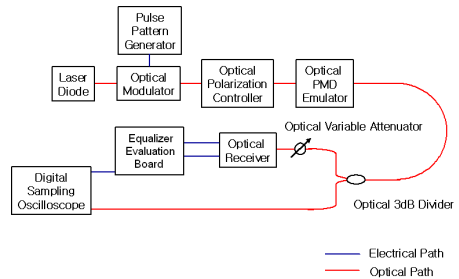 Pulse
Pattern
Generator
Laser
Diode
Optical
Modulator
Optical
Polarization
Controller
Optical
PMD
Emulator
Equalizer
Evaluation
Board
Optical
Receiver
Optical Variable Attenuator
Digital
Sampling
Oscilloscope
Optical 3dB Divider
Electrical Path
Optical Path